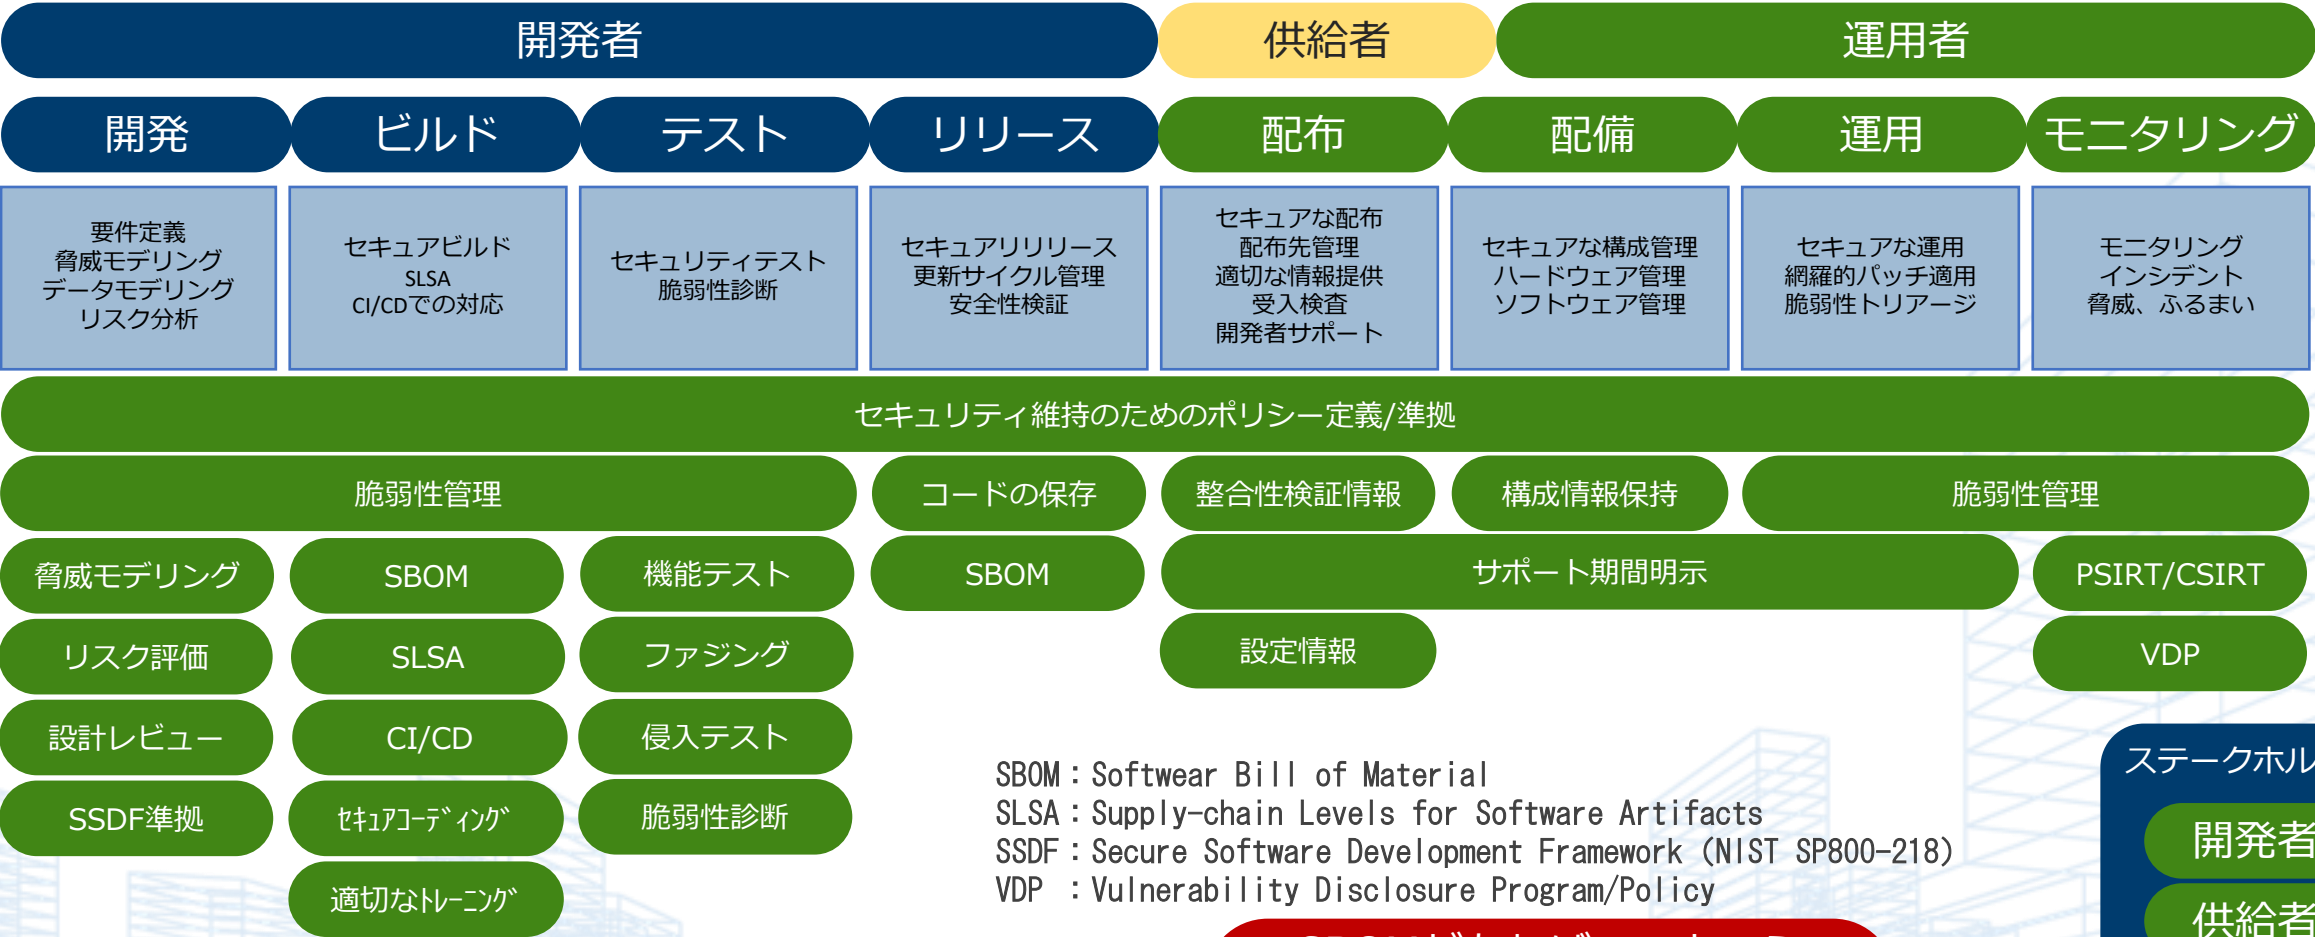 開発者
供給者
運用者
開発
ビルド
テスト
リリース
配布
配備
運用
モニタリング
要件定義
脅威モデリング
データモデリング
リスク分析
セキュアビルド
SLSA
CI/CDでの対応
セキュリティテスト
脆弱性診断
セキュアリリリース
更新サイクル管理
安全性検証
セキュアな配布
配布先管理
適切な情報提供
受入検査
開発者サポート
セキュアな構成管理
ハードウェア管理
ソフトウェア管理
セキュアな運用
網羅的パッチ適用
脆弱性トリアージ
モニタリング
インシデント
脅威、ふるまい
セキュリティ維持のためのポリシー定義/準拠
脆弱性管理
コードの保存
整合性検証情報
構成情報保持
脆弱性管理
脅威モデリング
SBOM
機能テスト
SBOM
サポート期間明示
PSIRT/CSIRT
リスク評価
SLSA
ファジング
設定情報
VDP
設計レビュー
CI/CD
侵入テスト
SSDF準拠
ｾｷｭｱｺｰﾃﾞｨﾝｸﾞ
脆弱性診断
適切なﾄﾚｰﾆﾝｸﾞ
SBOM：Softwear Bill of Material
SLSA：Supply-chain Levels for Software Artifacts
SSDF：Secure Software Development Framework (NIST SP800-218)
VDP ：Vulnerability Disclosure Program/Policy
ステークホル
開発者
供給者